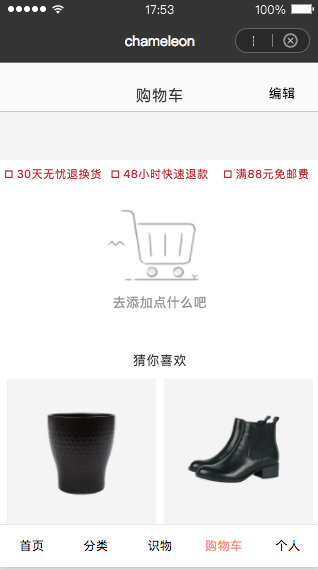 17:53 100%
chameleon
购物车 编辑
30天无忧退换货 48小时快速退款 满88元免邮费
去添加点什么吧
猜你喜欢
首页 分类 识物 购物车 个人